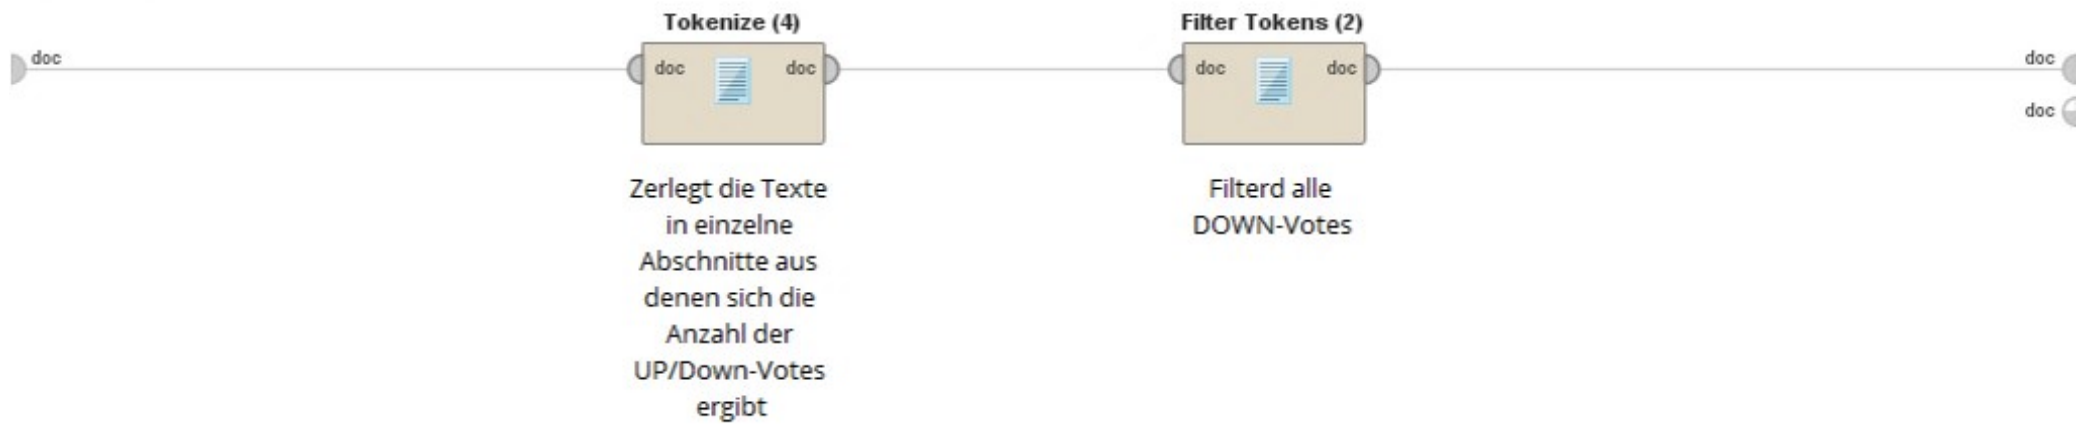 Tokenize (4)
Filter Tokens (2)
doc
doc
doc
doc
doc
doc
doc
Zerlegt die Texte
in einzelne
Abschnitte aus
denen sich die
Anzahl der
UP/Down-Votes
ergibt
Filterd alle
DOWN-Votes